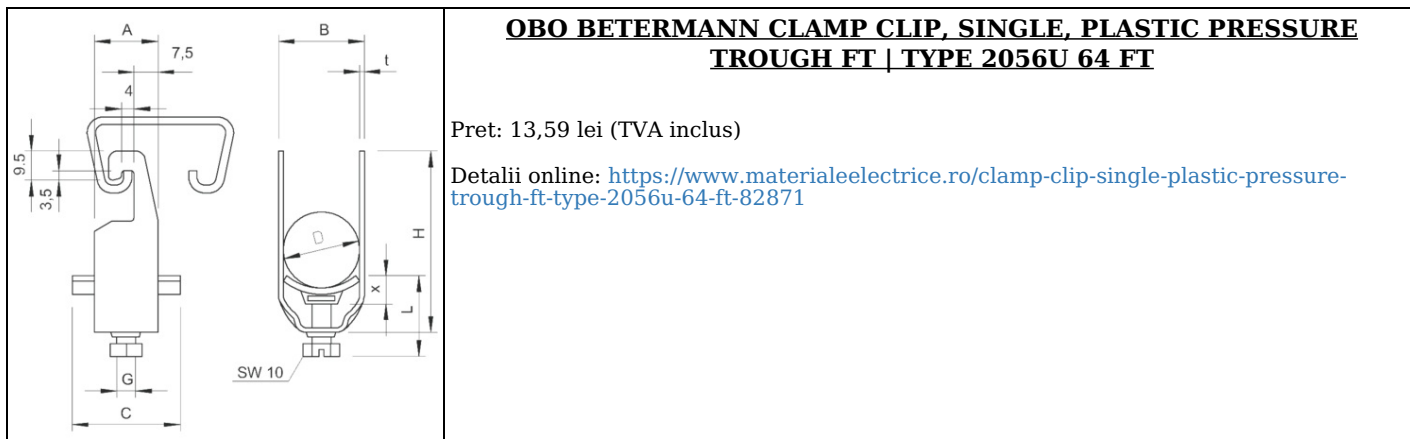 A
7,5
4
9.5
3,5
G
C
B
t
D
H
x
L
SW 10
OBO BETERMANN CLAMP CLIP, SINGLE, PLASTIC PRESSURE
TROUGH FT | TYPE 2056U 64 FT
Pret: 13,59 lei (TVA inclus)
Detalii online: https://www.materialeelectrice.ro/clamp-clip-single-plastic-pressure-
trough-ft-type-2056u-64-ft-82871